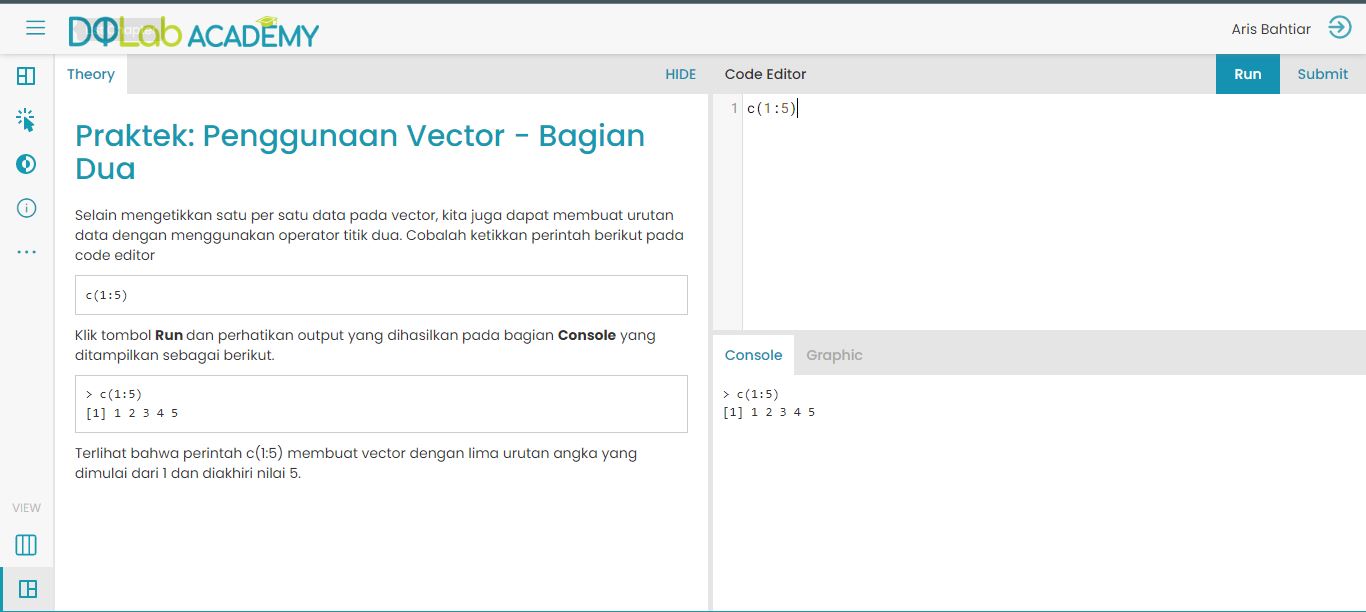 DQLab ACADEMY
Aris Bahtiar
Theory
HIDE
Praktek: Penggunaan Vector - Bagian
Dua
Selain mengetikkan satu per satu data pada vector, kita juga dapat membuat urutan
data dengan menggunakan operator titik dua. Cobalah ketikkan perintah berikut pada
code editor
c(1:5)
Klik tombol Run dan perhatikan output yang dihasilkan pada bagian Console yang
ditampilkan sebagai berikut.
> c(1:5)
[1] 1 2 3 4 5
Terlihat bahwa perintah c(1:5) membuat vector dengan lima urutan angka yang
dimulai dari 1 dan diakhiri nilai 5.
VIEW
Code Editor
Run
Submit
1 c(1:5)
Console
Graphic
> c(1:5)
[1] 1 2 3 4 5